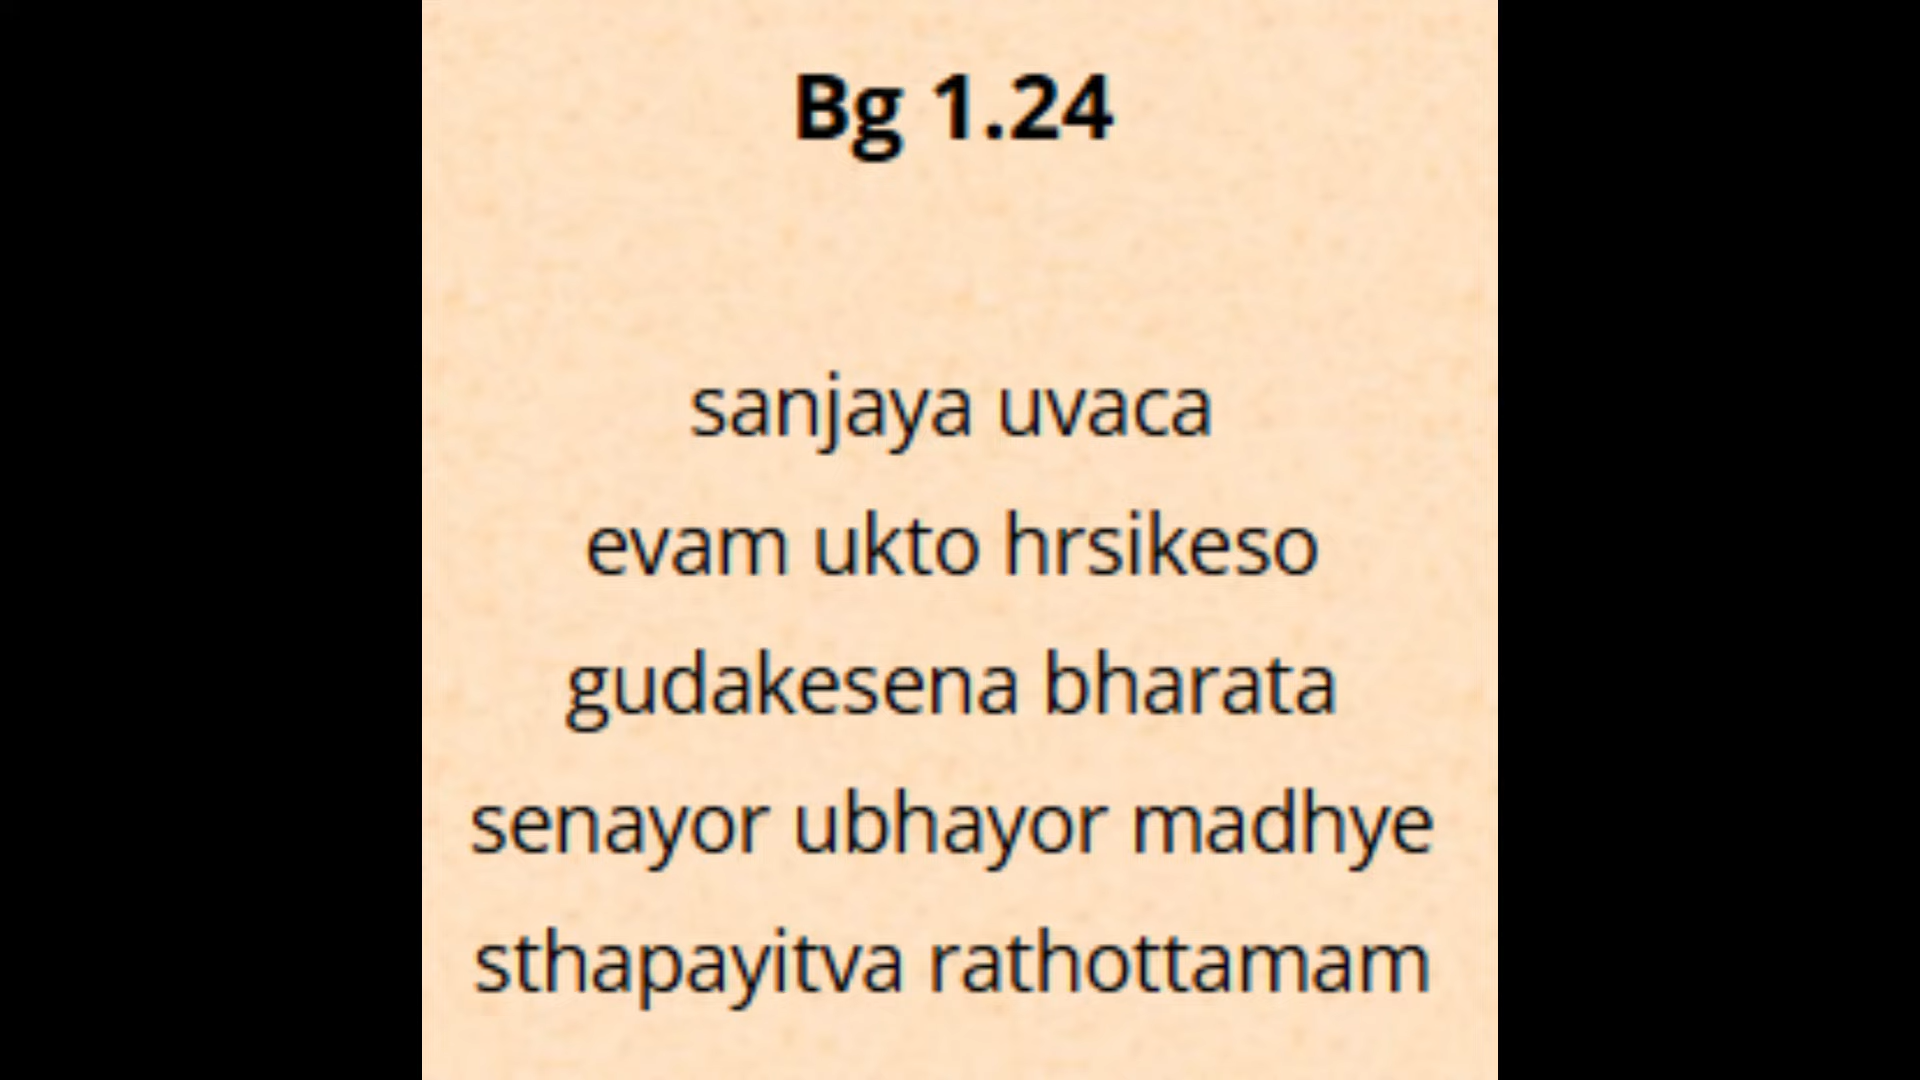 Bg 1.24
sanjaya uvaca
evam ukto hrsikeso
gudakesena bharata
senayor ubhayor madhye
sthapayitva rathottamam